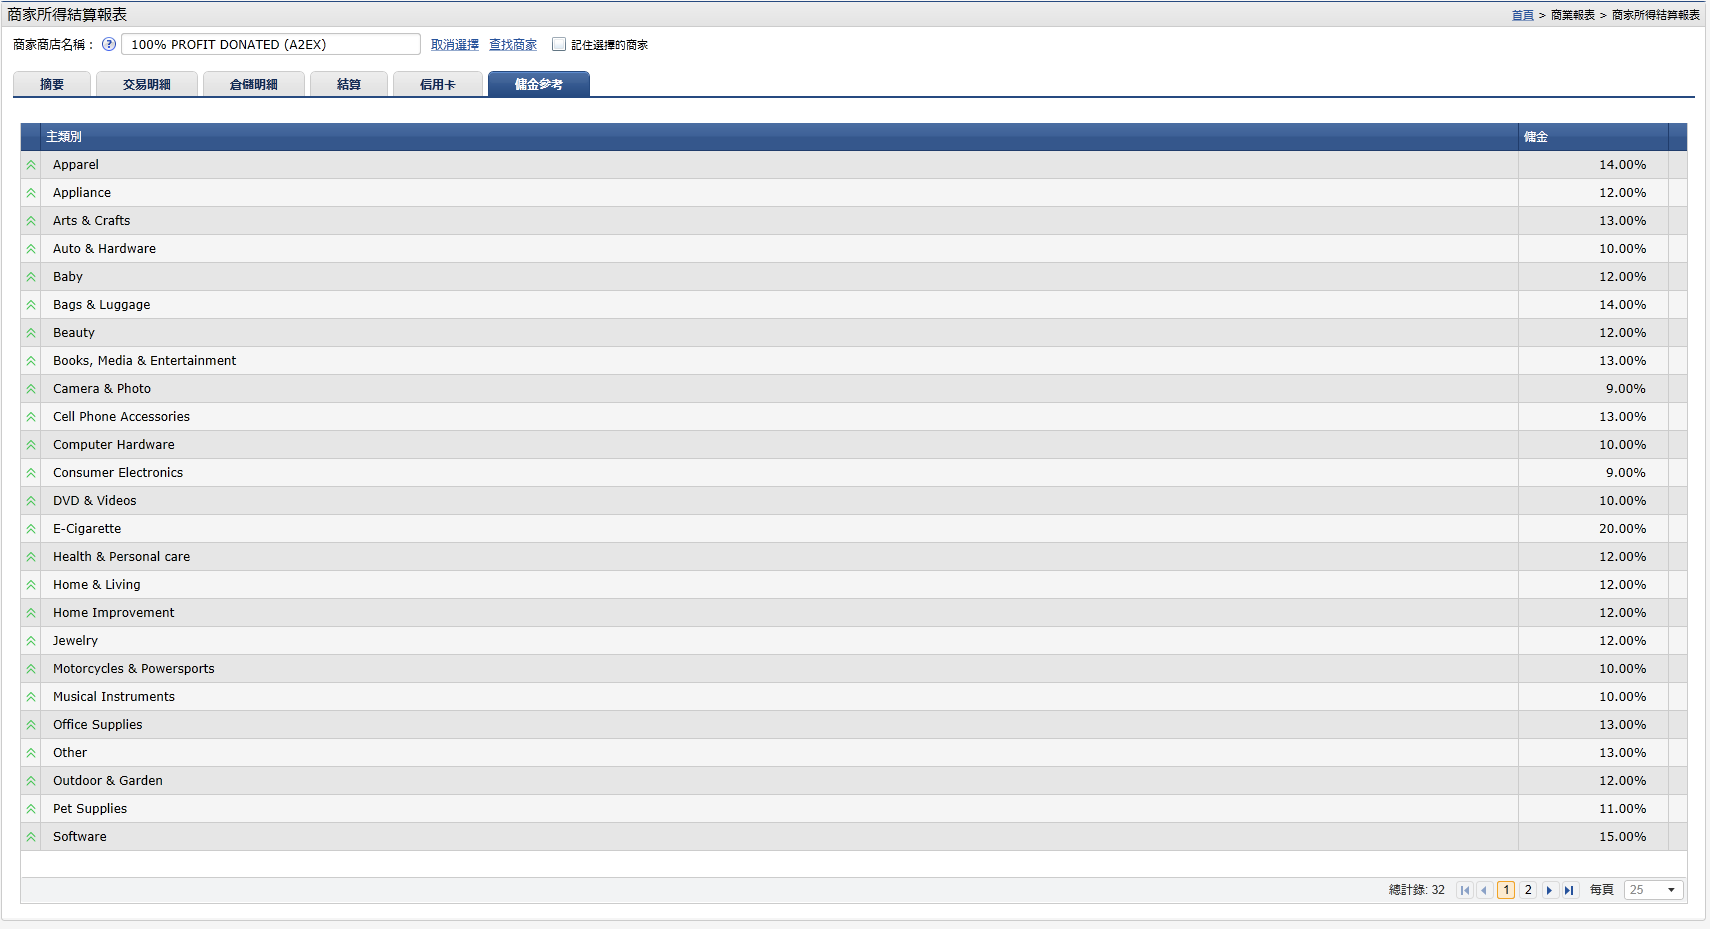 商家所得結算報表
首頁 > 商業報表 > 商家所得結算報表
商家商店名稱： ? 100% PROFIT DONATED (A2EX) 取消選擇 查找商家 記住選擇的商家
摘要 交易明細 倉儲明細 結算 信用卡 傭金參考
主類別 傭金
Apparel 14.00%
Appliance 12.00%
Arts & Crafts 13.00%
Auto & Hardware 10.00%
Baby 12.00%
Bags & Luggage 14.00%
Beauty 12.00%
Books, Media & Entertainment 13.00%
Camera & Photo 9.00%
Cell Phone Accessories 13.00%
Computer Hardware 10.00%
Consumer Electronics 9.00%
DVD & Videos 10.00%
E-Cigarette 20.00%
Health & Personal care 12.00%
Home & Living 12.00%
Home Improvement 12.00%
Jewelry 12.00%
Motorcycles & Powersports 10.00%
Musical Instruments 10.00%
Office Supplies 13.00%
Other 13.00%
Outdoor & Garden 12.00%
Pet Supplies 11.00%
Software 15.00%
總計錄: 32 1 2 每頁 25